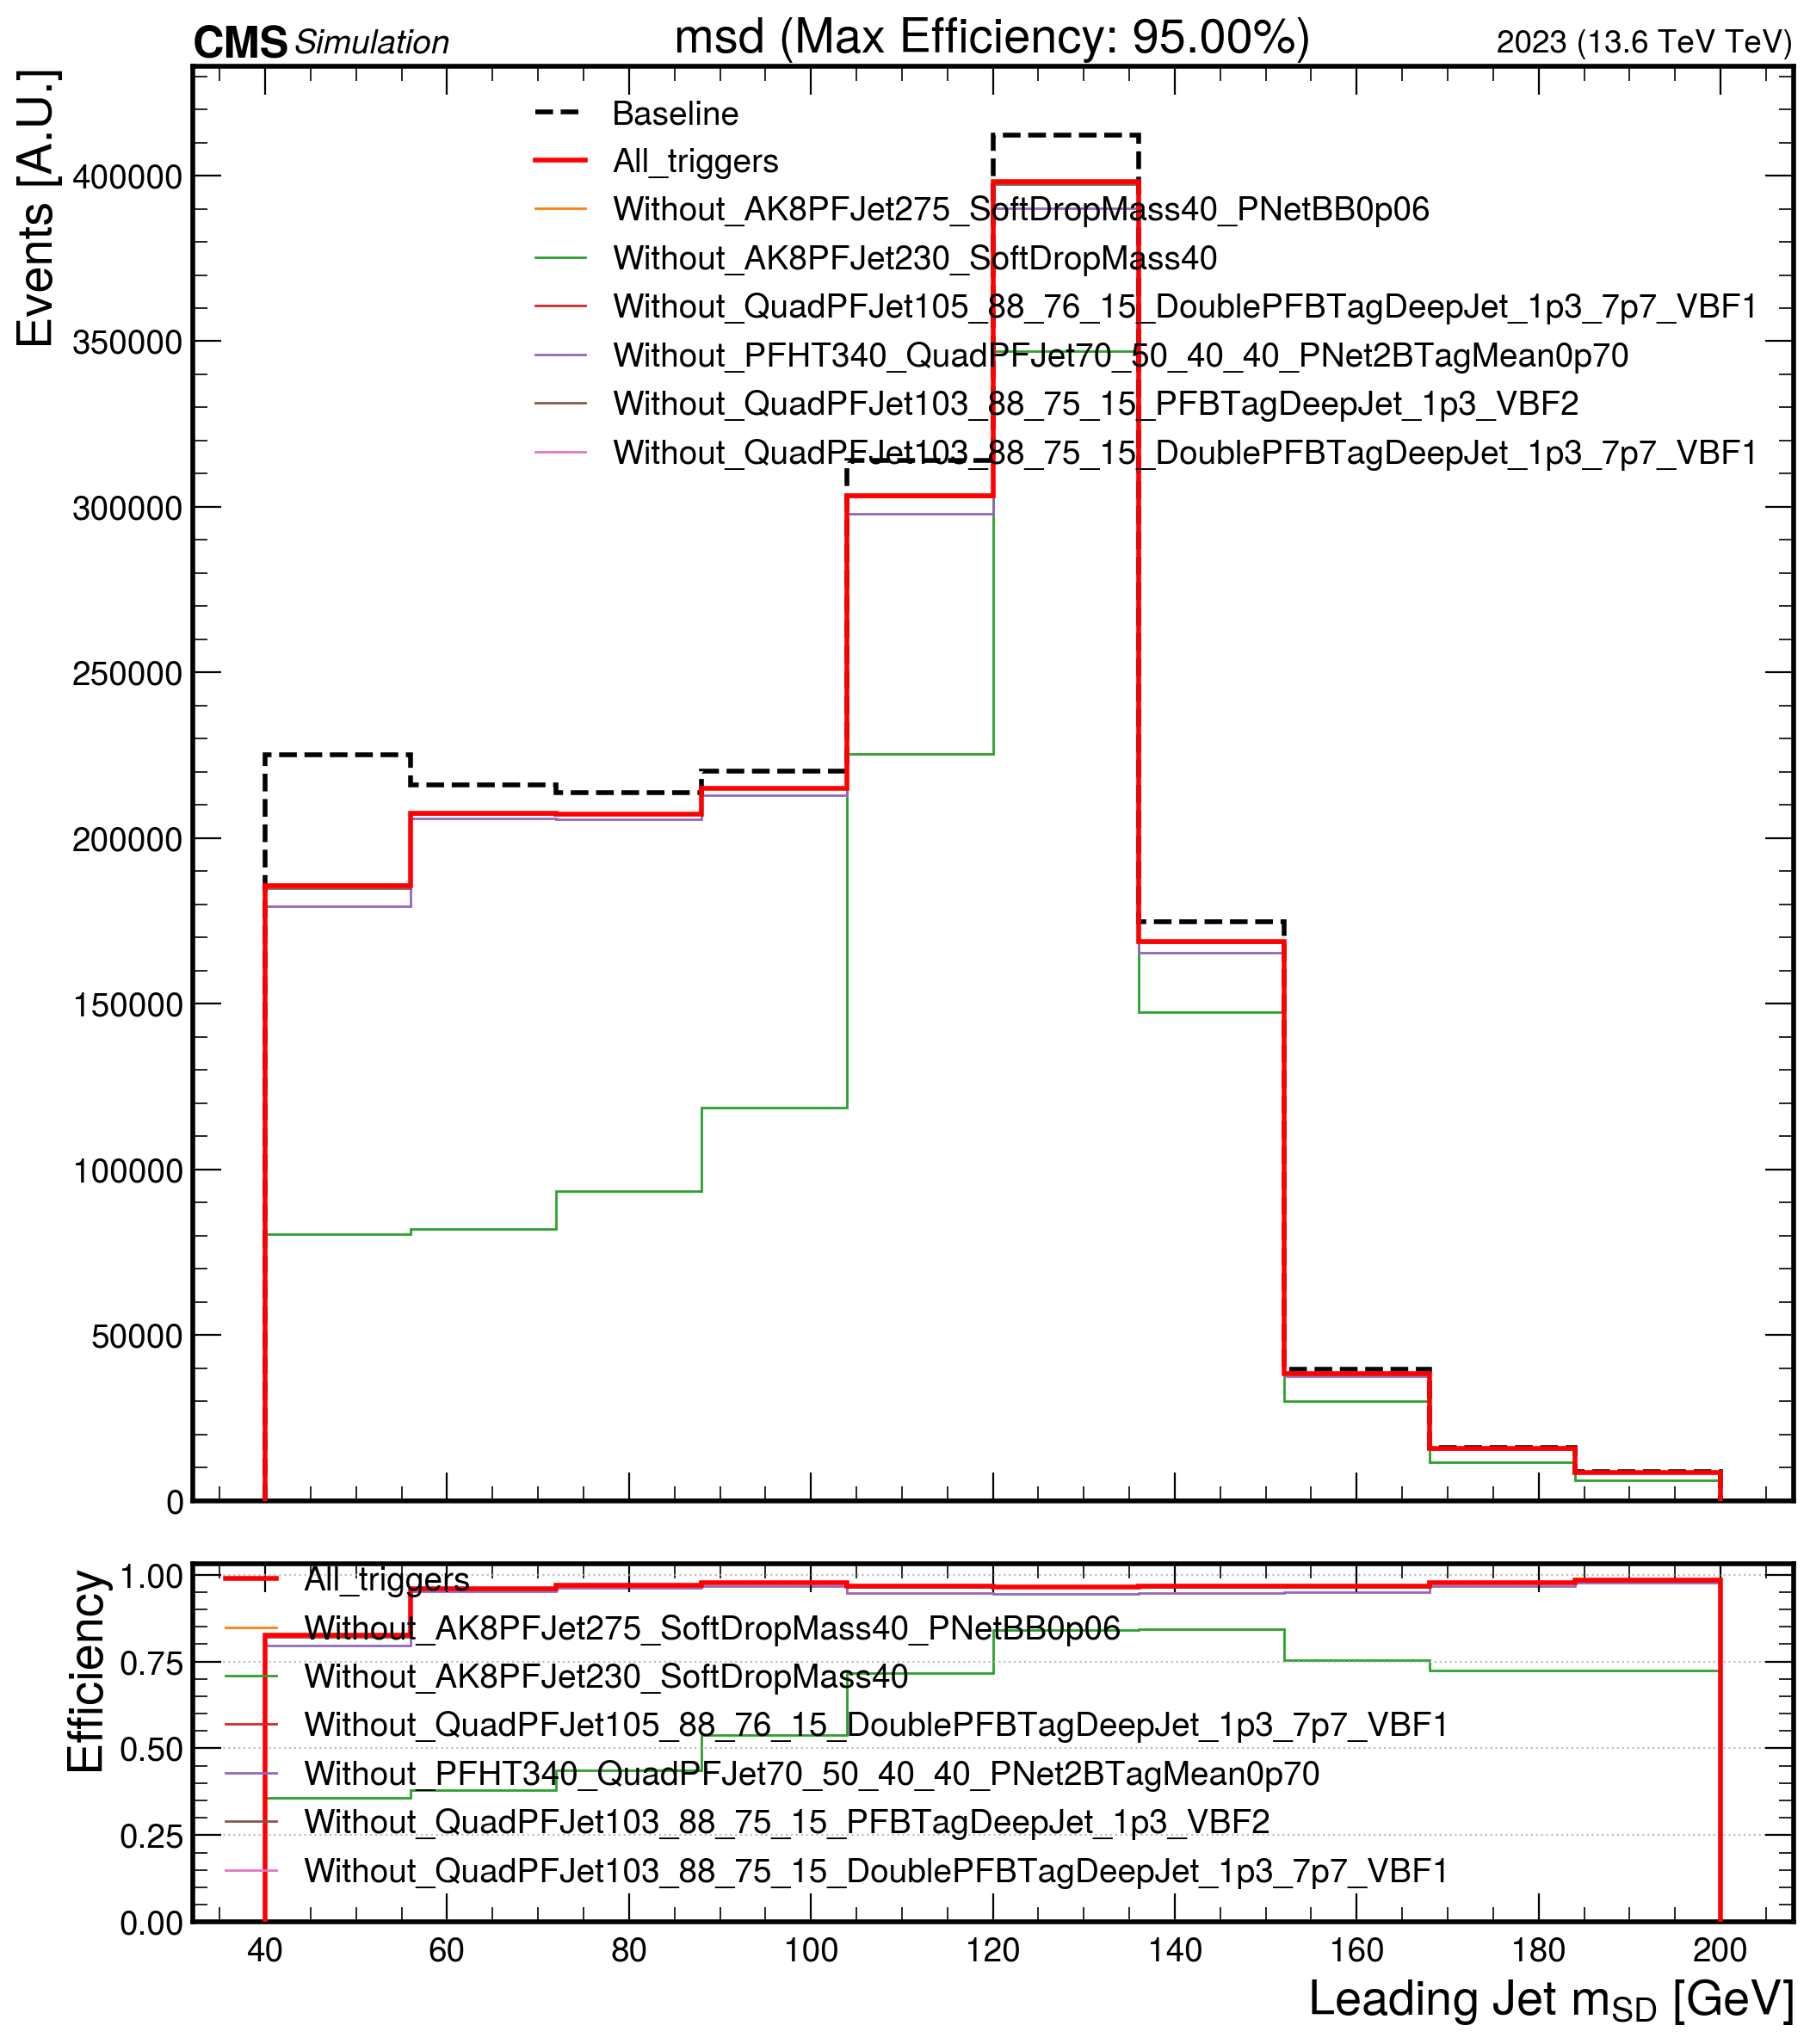 CMS Simulation msd (Max Efficiency: 95.00%) 2023 (13.6 TeV TeV)
Events [A.U.]
Baseline
All_triggers
Without_AK8PFJet275_SoftDropMass40_PNetBB0p06
Without_AK8PFJet230_SoftDropMass40
Without_QuadPFJet105_88_76_15_DoublePFBTagDeepJet_1p3_7p7_VBF1
Without_PFHT340_QuadPFJet70_50_40_40_PNet2BTagMean0p70
Without_QuadPFJet103_88_75_15_PFBTagDeepJet_1p3_VBF2
Without_QuadPFJet103_88_75_15_DoublePFBTagDeepJet_1p3_7p7_VBF1
400000
350000
300000
250000
200000
150000
100000
50000
0
Efficiency
1.00
0.75
0.50
0.25
0.00
All_triggers
Without_AK8PFJet275_SoftDropMass40_PNetBB0p06
Without_AK8PFJet230_SoftDropMass40
Without_QuadPFJet105_88_76_15_DoublePFBTagDeepJet_1p3_7p7_VBF1
Without_PFHT340_QuadPFJet70_50_40_40_PNet2BTagMean0p70
Without_QuadPFJet103_88_75_15_PFBTagDeepJet_1p3_VBF2
Without_QuadPFJet103_88_75_15_DoublePFBTagDeepJet_1p3_7p7_VBF1
40 60 80 100 120 140 160 180 200
Leading Jet mSD [GeV]